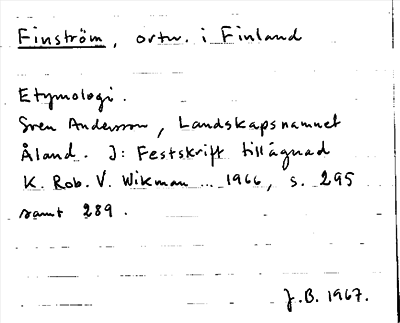 Finström, ortn. i Finland
Etymologi.
Sven Andersson, Landskapsnamnet
Åland. I: Festskrift tillägnad
K. Rob. V. Wikman ... 1966, s. 295
samt 289.
J.B. 1967.